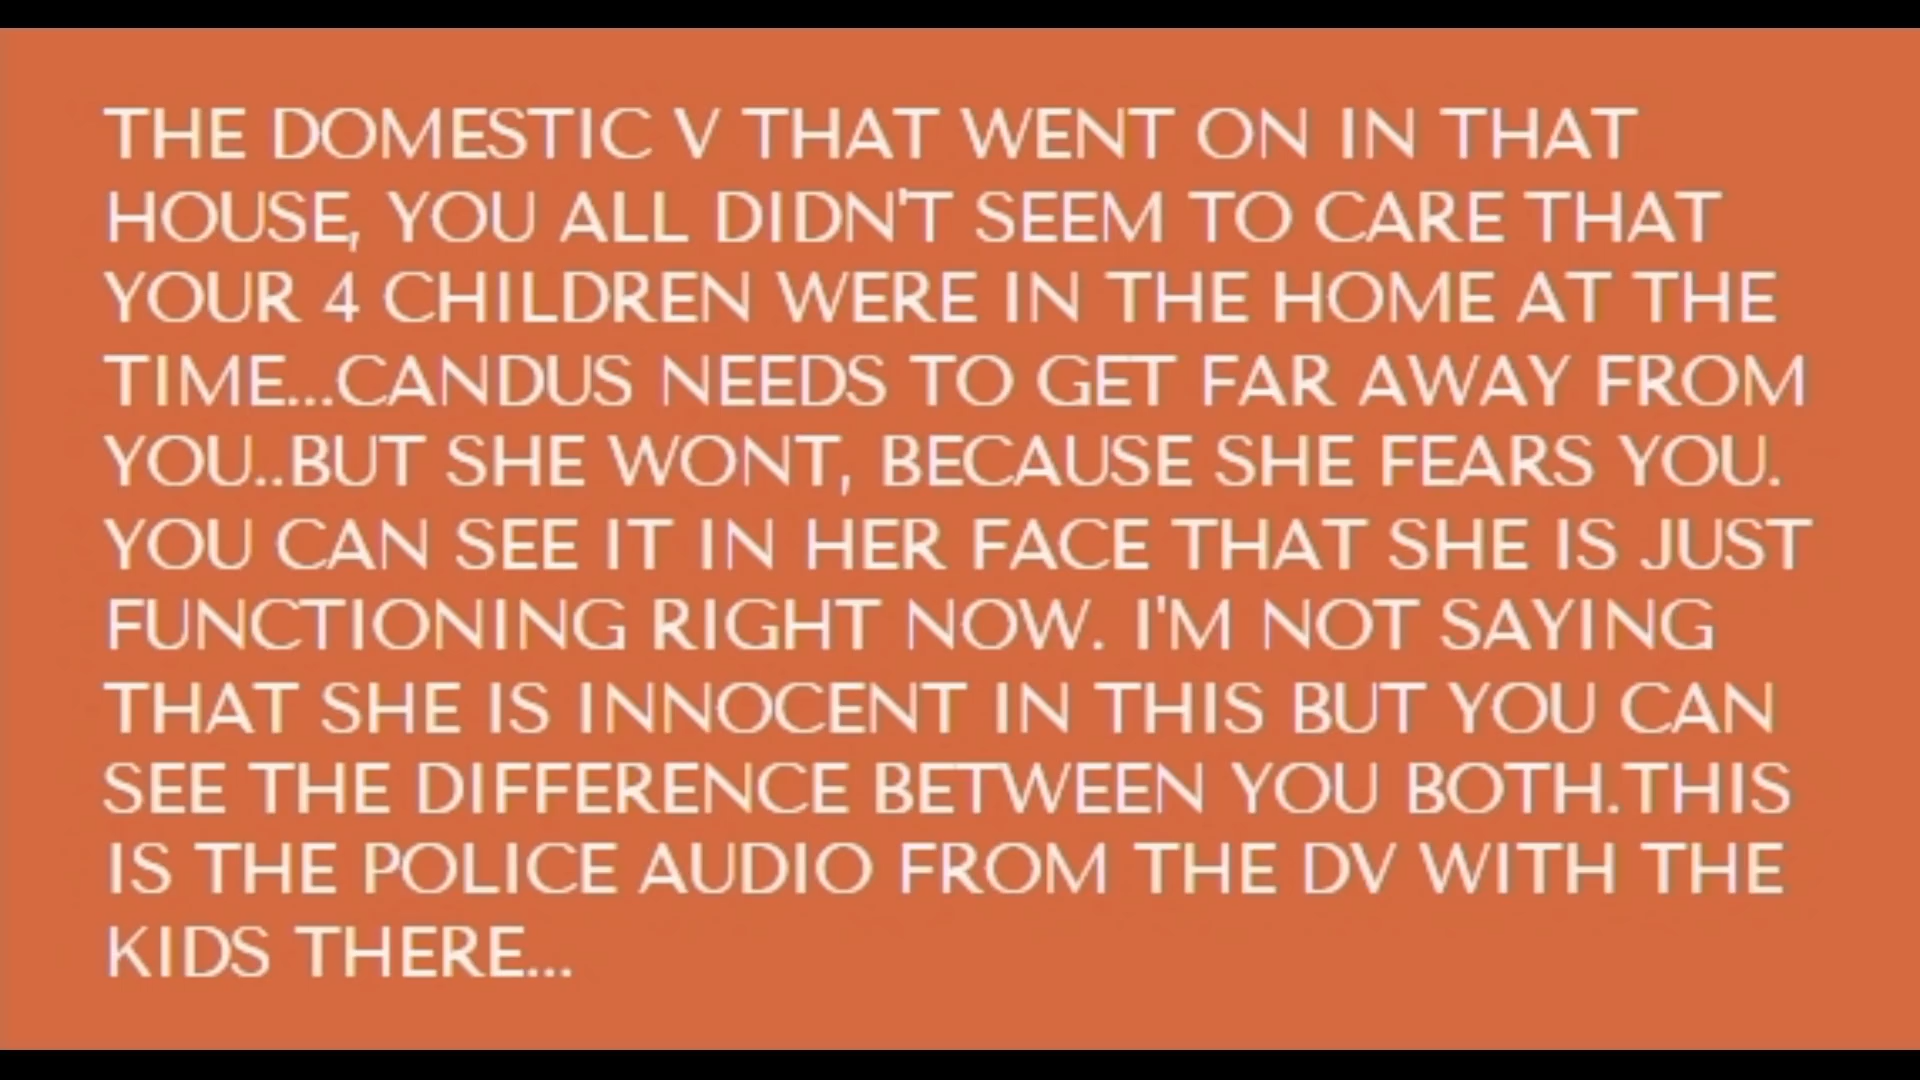 THE DOMESTIC V THAT WENT ON IN THAT
HOUSE, YOU ALL DIDN'T SEEM TO CARE THAT
YOUR 4 CHILDREN WERE IN THE HOME AT THE
TIME...CANDUS NEEDS TO GET FAR AWAY FROM
YOU..BUT SHE WONT, BECAUSE SHE FEARS YOU.
YOU CAN SEE IT IN HER FACE THAT SHE IS JUST
FUNCTIONING RIGHT NOW. I'M NOT SAYING
THAT SHE IS INNOCENT IN THIS BUT YOU CAN
SEE THE DIFFERENCE BETWEEN YOU BOTH.THIS
IS THE POLICE AUDIO FROM THE DV WITH THE
KIDS THERE...